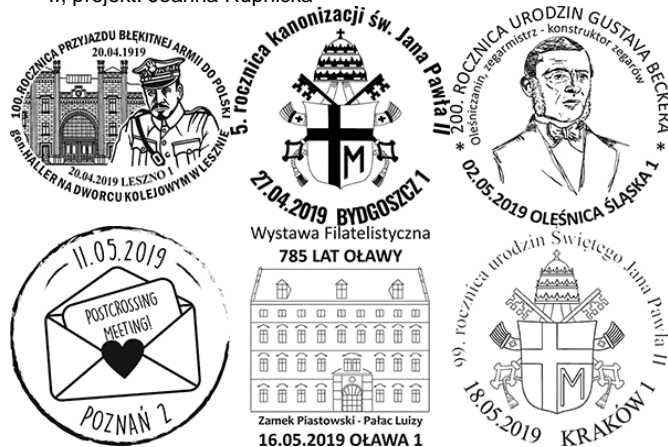 projekt: Joanna Rupnicka
100. ROCZNICA PRZYJAZDU BŁĘKITNEJ ARMII DO POLSKI
20.04.1919
20.04.2019 LESZNO 1
gen.HALLER NA DWORCU KOLEJOWYM W LESZNIE
5. rocznica kanonizacji św. Jana Pawła II
M
27.04.2019 BYDGOSZCZ 1
* 200. ROCZNICA URODZIN GUSTAVA BECKERA *
Oleśniczanin, zegarmistrz - konstruktor zegarów
02.05.2019 OLEŚNICA ŚLĄSKA 1
11.05.2019
POSTCROSSING
MEETING!
POZNAŃ 2
Wystawa Filatelistyczna
785 LAT OŁAWY
Zamek Piastowski - Pałac Luizy
16.05.2019 OŁAWA 1
99. rocznica urodzin Świętego Jana Pawła II
M
18.05.2019 KRAKÓW 1